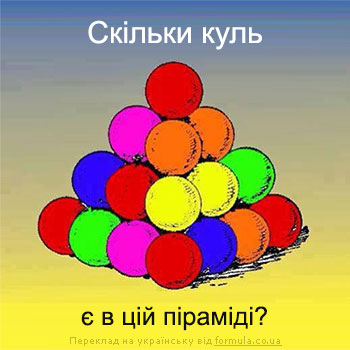 Скільки куль
є в цій піраміді?
Переклад на українську від formula.co.ua